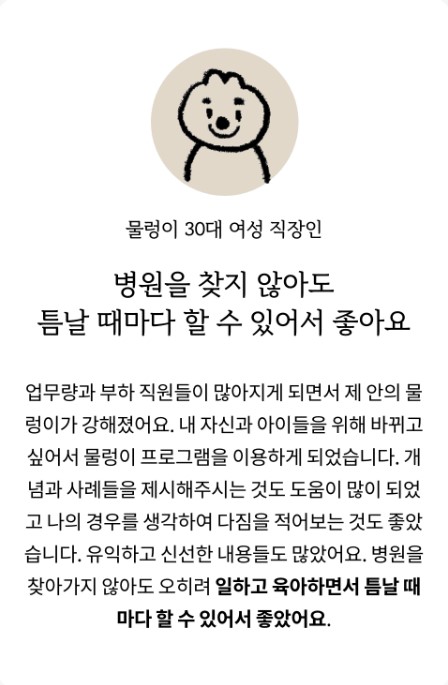 물렁이 30대 여성 직장인
병원을 찾지 않아도
틈날 때마다 할 수 있어서 좋아요
업무량과 부하 직원들이 많아지게 되면서 제 안의 물
렁이가 강해졌어요. 내 자신과 아이들을 위해 바뀌고
싶어서 물렁이 프로그램을 이용하게 되었습니다. 개
념과 사례들을 제시해주시는 것도 도움이 많이 되었
고 나의 경우를 생각하여 다짐을 적어보는 것도 좋았
습니다. 유익하고 신선한 내용들도 많았어요. 병원을
찾아가지 않아도 오히려 일하고 육아하면서 틈날 때
마다 할 수 있어서 좋았어요.